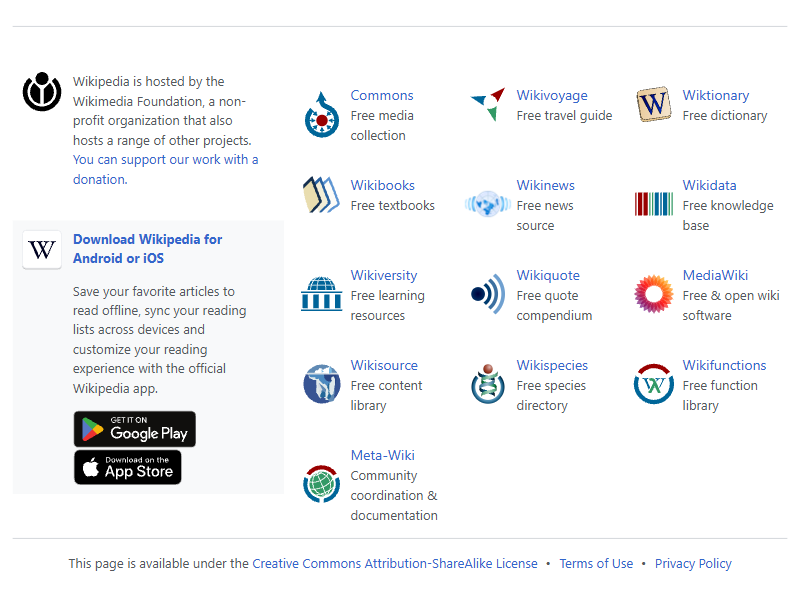 Wikipedia is hosted by the
Wikimedia Foundation, a non-
profit organization that also
hosts a range of other projects.
You can support our work with a
donation.
W
Download Wikipedia for
Android or iOS
Save your favorite articles to
read offline, sync your reading
lists across devices and
customize your reading
experience with the official
Wikipedia app.
GET IT ON
Google Play
Download on the
App Store
Commons
Free media
collection
Wikivoyage
Free travel guide
W
Wiktionary
Free dictionary
Wikibooks
Free textbooks
Wikinews
Free news
source
Wikidata
Free knowledge
base
Wikiversity
Free learning
resources
Wikiquote
Free quote
compendium
MediaWiki
Free & open wiki
software
Wikisource
Free content
library
Wikispecies
Free species
directory
W
Wikifunctions
Free function
library
Meta-Wiki
Community
coordination &
documentation
This page is available under the Creative Commons Attribution-ShareAlike License • Terms of Use • Privacy Policy